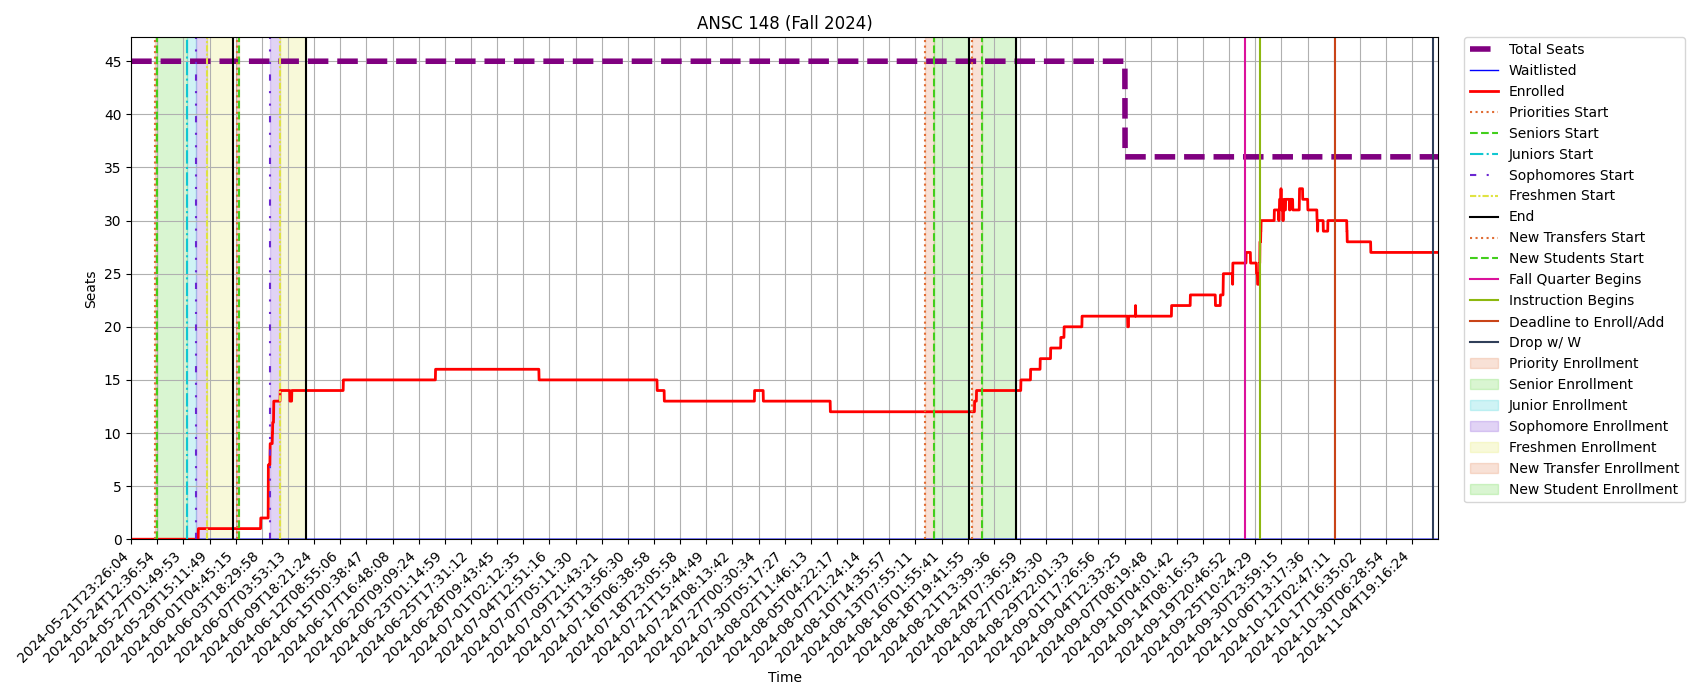 ANSC 148 (Fall 2024)
Seats
45
40
35
30
25
20
15
10
5
0
2024-05-21T23:26:04
2024-05-24T12:36:54
2024-05-27T01:49:53
2024-05-29T15:11:49
2024-06-01T04:45:15
2024-06-03T18:29:58
2024-06-07T03:53:13
2024-06-09T18:21:24
2024-06-12T08:55:06
2024-06-15T00:38:47
2024-06-17T16:48:08
2024-06-20T09:09:24
2024-06-23T01:14:59
2024-06-25T17:31:12
2024-06-28T09:43:45
2024-07-01T02:12:35
2024-07-04T12:51:16
2024-07-07T05:11:30
2024-07-09T21:43:21
2024-07-13T13:56:30
2024-07-16T06:38:58
2024-07-18T23:05:58
2024-07-21T15:44:49
2024-07-24T08:13:42
2024-07-27T00:30:34
2024-07-30T05:17:27
2024-08-02T11:46:13
2024-08-05T04:22:17
2024-08-07T21:24:14
2024-08-10T14:35:57
2024-08-13T07:55:11
2024-08-16T01:55:41
2024-08-18T19:41:55
2024-08-21T13:39:36
2024-08-24T07:36:59
2024-08-27T02:45:30
2024-08-29T22:01:33
2024-09-01T17:26:56
2024-09-04T12:33:25
2024-09-07T08:19:48
2024-09-10T04:01:42
2024-09-14T08:16:53
2024-09-19T20:46:52
2024-09-25T10:24:29
2024-09-30T23:59:15
2024-10-06T13:17:36
2024-10-12T02:47:11
2024-10-17T16:35:02
2024-10-30T06:28:54
2024-11-04T19:16:24
Time
Total Seats
Waitlisted
Enrolled
Priorities Start
Seniors Start
Juniors Start
Sophomores Start
Freshmen Start
End
New Transfers Start
New Students Start
Fall Quarter Begins
Instruction Begins
Deadline to Enroll/Add
Drop w/ W
Priority Enrollment
Senior Enrollment
Junior Enrollment
Sophomore Enrollment
Freshmen Enrollment
New Transfer Enrollment
New Student Enrollment